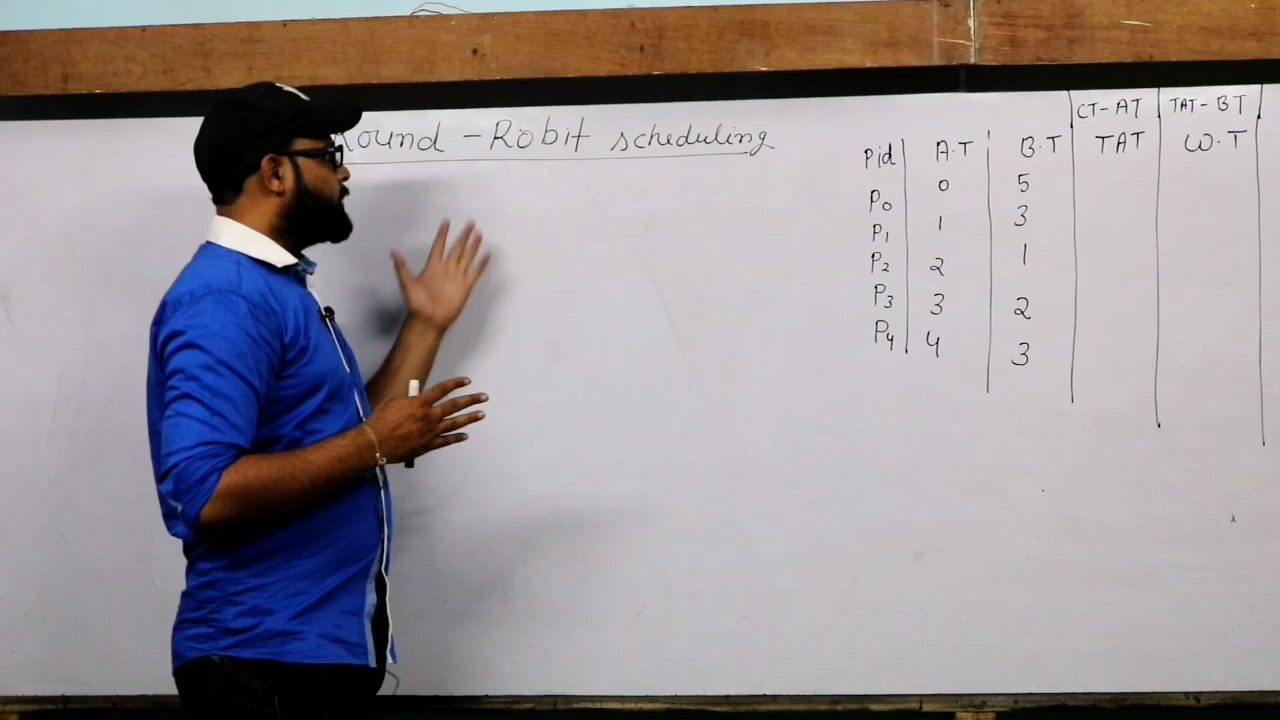 Round - Robit scheduling
CT-AT TAT-BT
Pid A.T B.T TAT W.T
P0 0 5
P1 1 3
P2 2 1
P3 3 2
P4 4 3